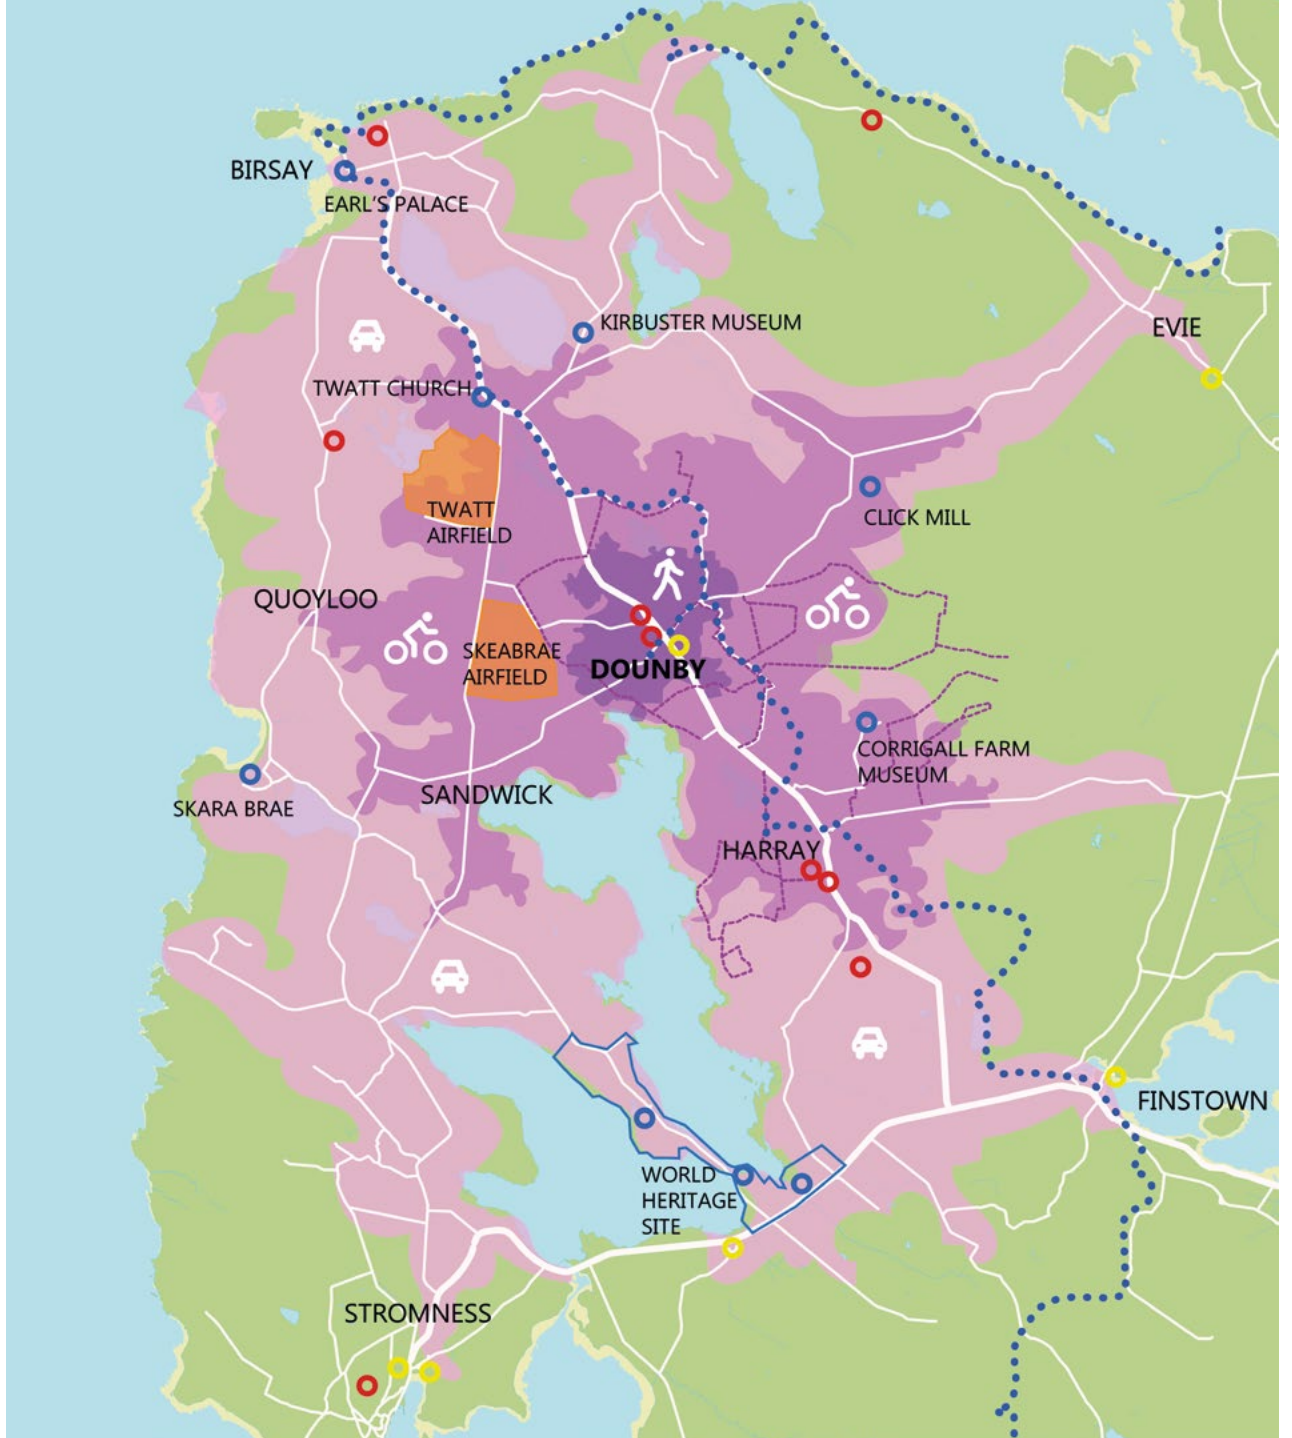 BIRSAY
EARL'S PALACE
KIRBUSTER MUSEUM
EVIE
TWATT CHURCH
TWATT
AIRFIELD
CLICK MILL
QUOYLOO
SKEABRAE
AIRFIELD
DOUNBY
CORRIGALL FARM
MUSEUM
SKARA BRAE
SANDWICK
HARRAY
FINSTOWN
WORLD
HERITAGE
SITE
STROMNESS